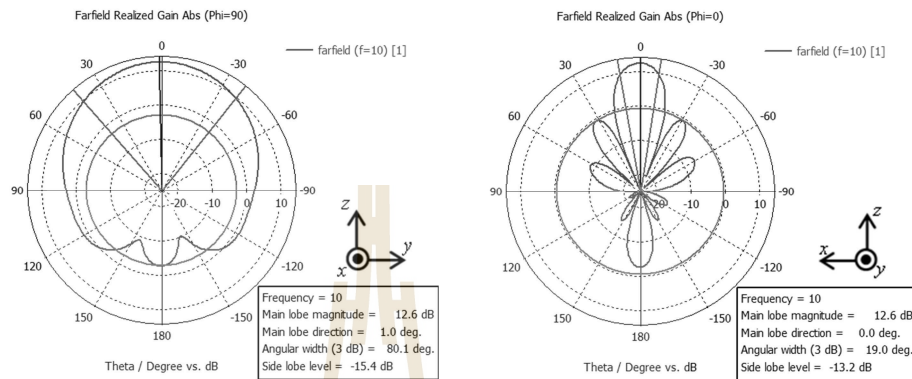 Farfield Realized Gain Abs (Phi=90)
farfield (f=10) [1]
0
30
-30
60
-60
90
-90
-20
-10
0
10
120
-120
150
-150
180
Theta / Degree vs. dB
z
y
x
Frequency = 10
Main lobe magnitude = 12.6 dB
Main lobe direction = 1.0 deg.
Angular width (3 dB) = 80.1 deg.
Side lobe level = -15.4 dB
Farfield Realized Gain Abs (Phi=0)
farfield (f=10) [1]
0
30
-30
60
-60
90
-90
-20
-10
0
10
120
-120
150
-150
180
Theta / Degree vs. dB
z
x
y
Frequency = 10
Main lobe magnitude = 12.6 dB
Main lobe direction = 0.0 deg.
Angular width (3 dB) = 19.0 deg.
Side lobe level = -13.2 dB